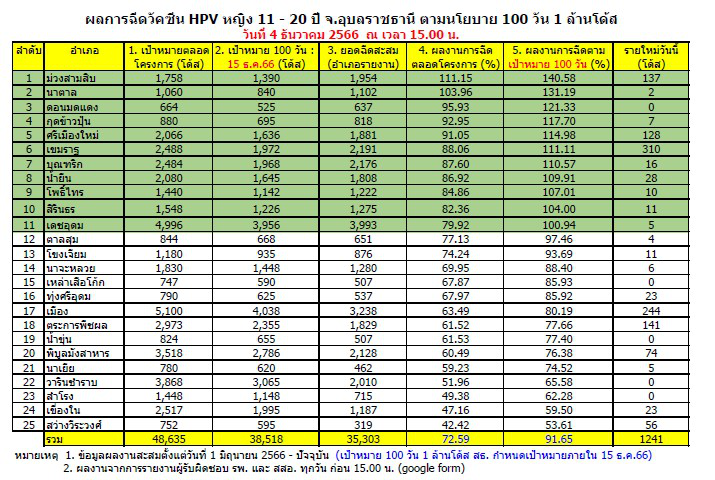 ผลการฉีดวัคซีน HPV หญิง 11 - 20 ปี จ.อุบลราชธานี ตามนโยบาย 100 วัน 1 ล้านโด้ส
วันที่ 4 ธันวาคม 2566 ณ เวลา 15.00 น.
ลำดับ อำเภอ 1. เป้าหมายตลอด 2. เป้าหมาย 100 วัน : 3. ยอดฉีดสะสม 4. ผลงานการฉีด 5. ผลงานการฉีดตาม รายใหม่วันนี้
โครงการ (โด้ส) 15 ธ.ค.66 (โด้ส) (อำเภอรายงาน) ตลอดโครงการ (%) เป้าหมาย 100 วัน (%) (โด้ส)
1 ม่วงสามสิบ 1,758 1,390 1,954 111.15 140.58 137
2 นาตาล 1,060 840 1,102 103.96 131.19 2
3 ดอนมดแดง 664 525 637 95.93 121.33 0
4 กุดข้าวปุ้น 880 695 818 92.95 117.70 7
5 ศรีเมืองใหม่ 2,066 1,636 1,881 91.05 114.98 128
6 เขมราฐ 2,488 1,972 2,191 88.06 111.11 310
7 บุณฑริก 2,484 1,968 2,176 87.60 110.57 16
8 น้ำยืน 2,080 1,645 1,808 86.92 109.91 28
9 โพธิ์ไทร 1,440 1,142 1,222 84.86 107.01 10
10 สิรินธร 1,548 1,226 1,275 82.36 104.00 11
11 เดชอุดม 4,996 3,956 3,993 79.92 100.94 5
12 ตาลสุม 844 668 651 77.13 97.46 4
13 โขงเจียม 1,180 935 876 74.24 93.69 11
14 นาจะหลวย 1,830 1,448 1,280 69.95 88.40 6
15 เหล่าเสือโก้ก 747 590 507 67.87 85.93 0
16 ทุ่งศรีอุดม 790 625 537 67.97 85.92 23
17 เมือง 5,100 4,038 3,238 63.49 80.19 244
18 ตระการพืชผล 2,973 2,355 1,829 61.52 77.66 141
19 น้ำขุ่น 824 655 507 61.53 77.40 0
20 พิบูลมังสาหาร 3,518 2,786 2,128 60.49 76.38 74
21 นาเยีย 780 620 462 59.23 74.52 5
22 วารินชำราบ 3,868 3,065 2,010 51.96 65.58 0
23 สำโรง 1,448 1,148 715 49.38 62.28 0
24 เขื่องใน 2,517 1,995 1,187 47.16 59.50 23
25 สว่างวีระวงศ์ 752 595 319 42.42 53.61 56
รวม 48,635 38,518 35,303 72.59 91.65 1241
หมายเหตุ 1. ข้อมูลผลงานสะสมตั้งแต่วันที่ 1 มิถุนายน 2566 - ปัจจุบัน (เป้าหมาย 100 วัน 1 ล้านโด้ส สธ. กำหนดเป้าหมายภายใน 15 ธ.ค.66)
2. ผลงานจากการรายงานผู้รับผิดชอบ รพ. และ สสอ. ทุกวัน ก่อน 15.00 น. (google form)